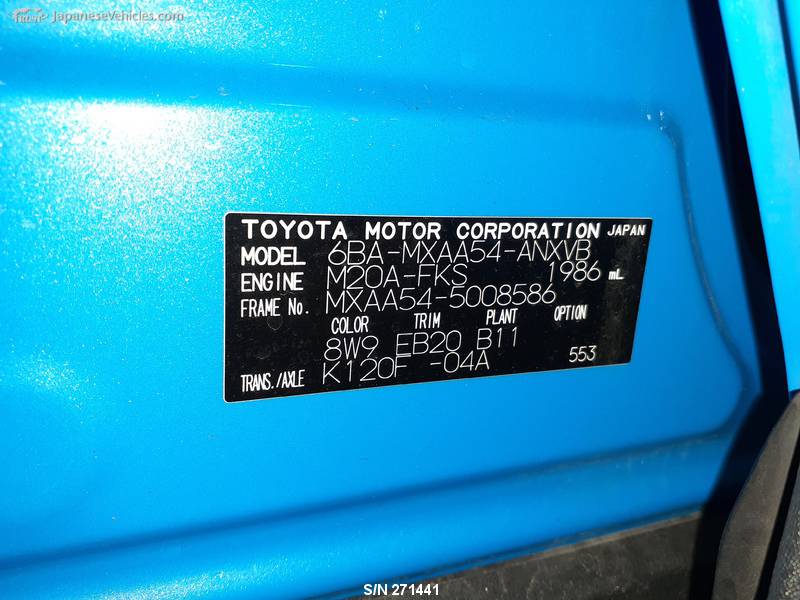 JapaneseVehicles.com
TOYOTA MOTOR CORPORATION JAPAN
MODEL 6BA-MXAA54-ANXVB
ENGINE M20A-FKS 1986 mL
FRAME No. MXAA54-5008586
COLOR TRIM PLANT OPTION
8W9 EB20 B11
TRANS./AXLE K120F -04A 553
S/N 271441